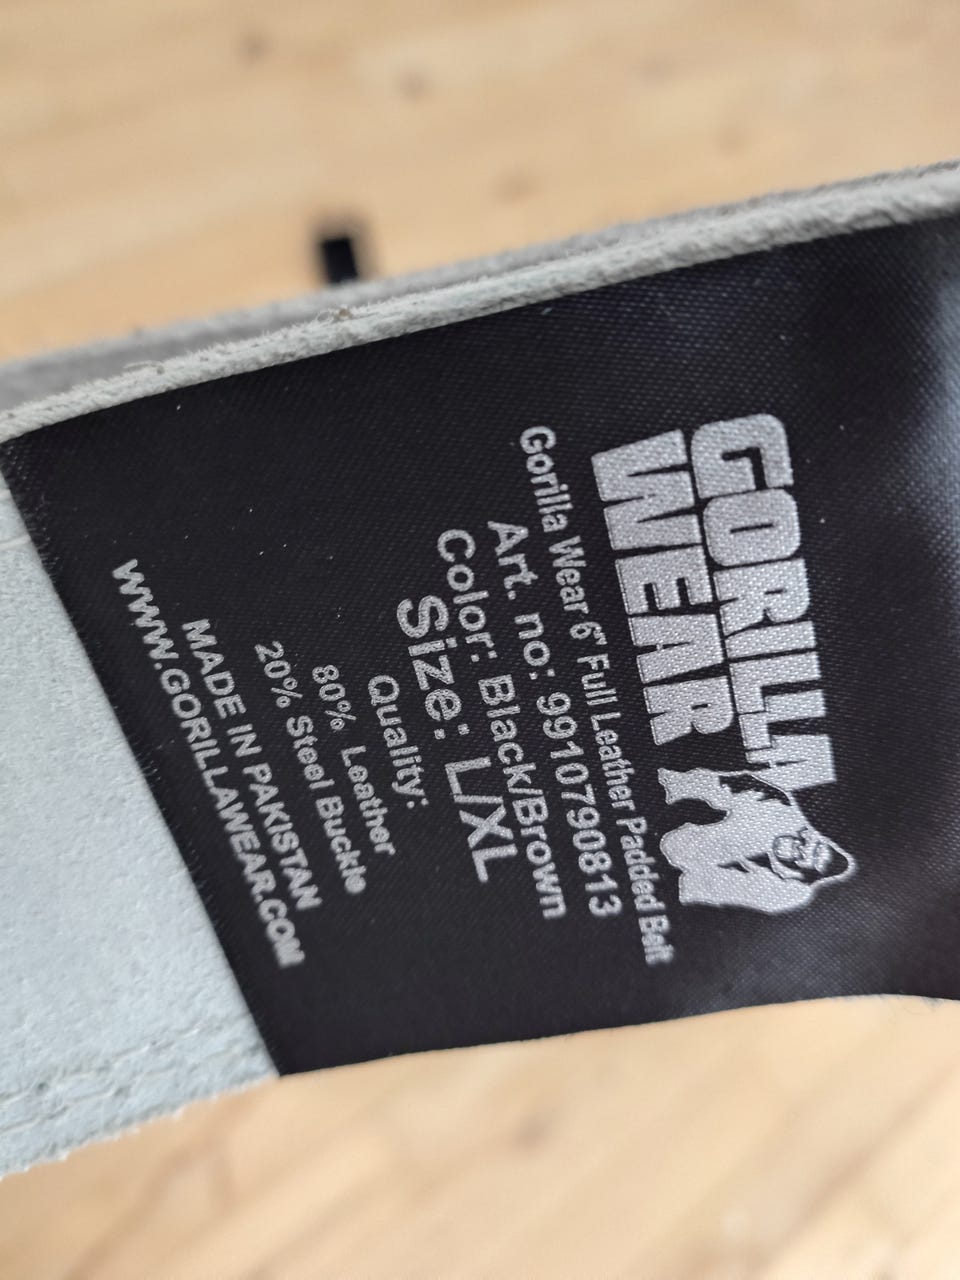 GORILLA
WEAR
Gorilla Wear 6" Full Leather Padded Belt
Art. no: 9910790813
Color: Black/Brown
Size: L/XL
Quality:
80% Leather
20% Steel Buckle
MADE IN PAKISTAN
WWW.GORILLAWEAR.COM